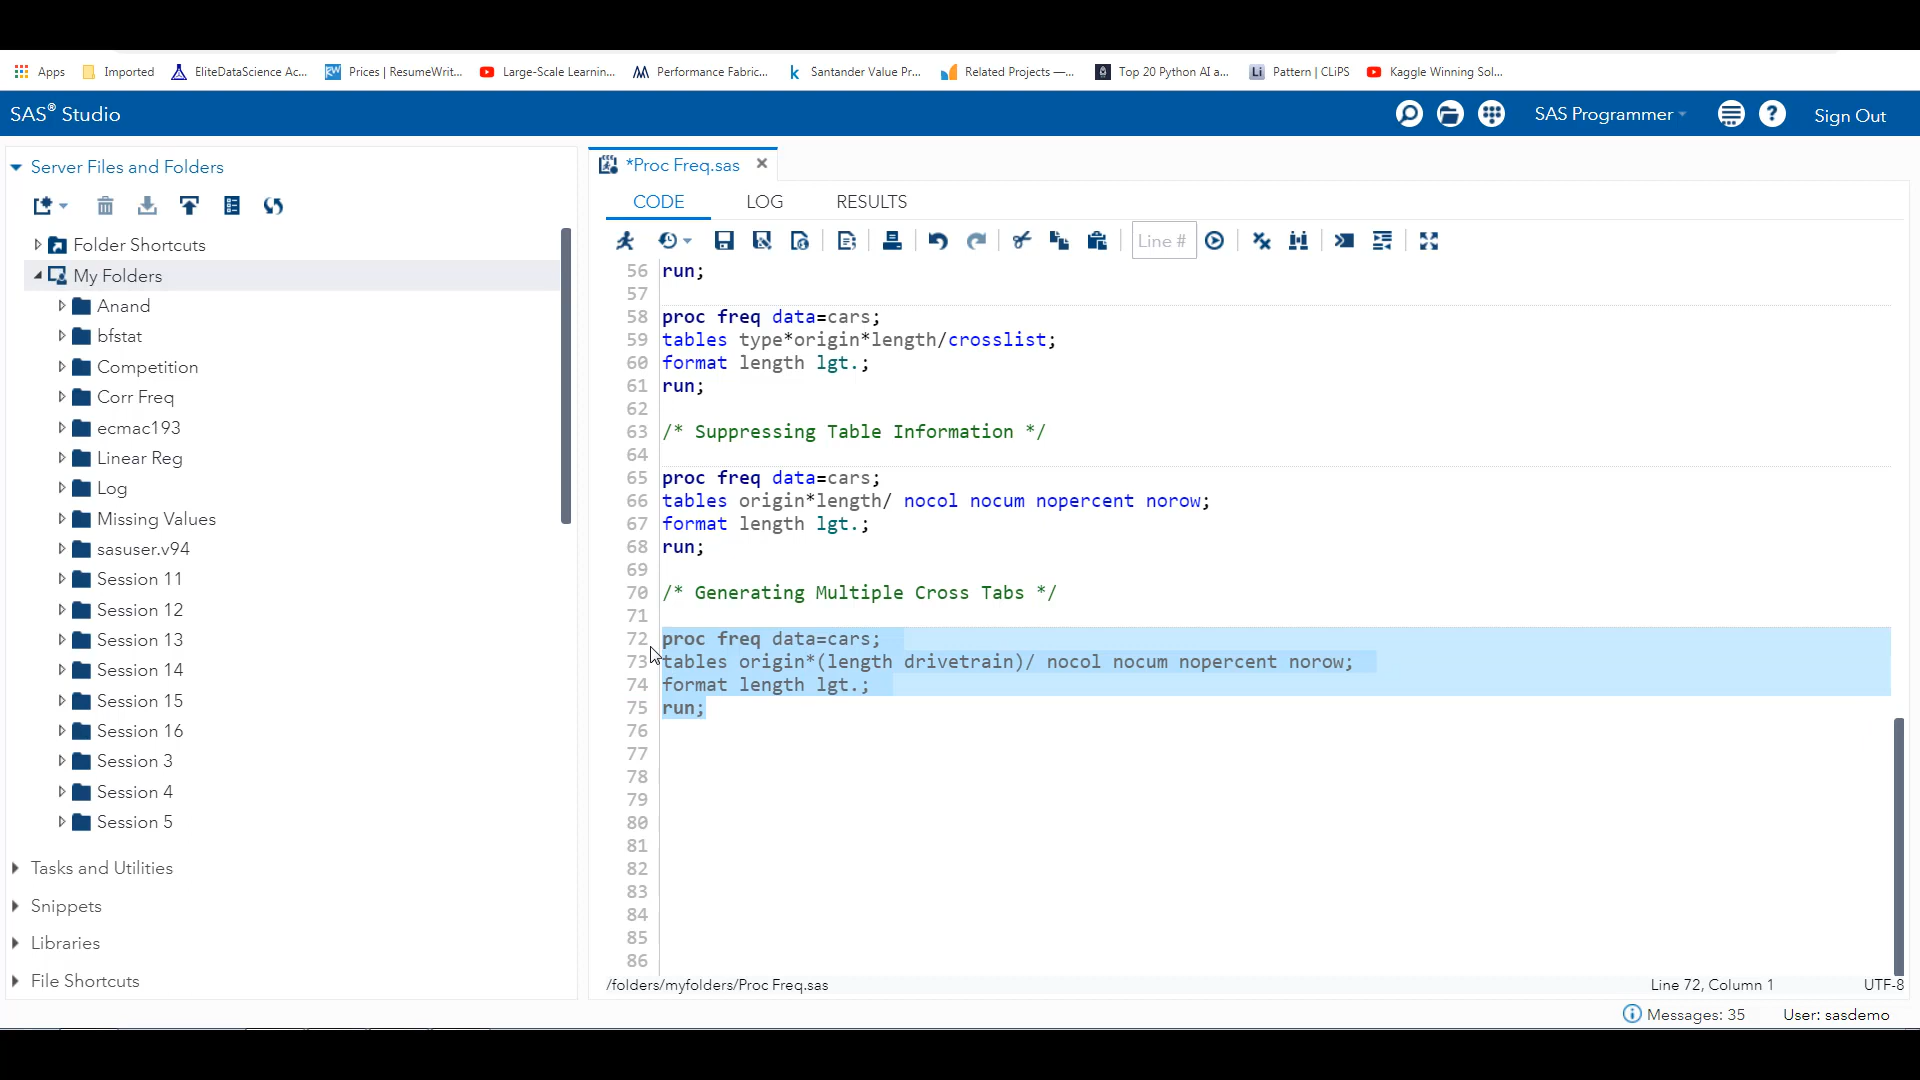 Apps Imported EliteDataScience Ac... Prices | ResumeWrit... Large-Scale Learnin... Performance Fabric... Santander Value Pr... Related Projects —... Top 20 Python AI a... Pattern | CLiPS Kaggle Winning Sol...
SAS® Studio SAS Programmer Sign Out
Server Files and Folders
Folder Shortcuts
My Folders
Anand
bfstat
Competition
Corr Freq
ecmac193
Linear Reg
Log
Missing Values
sasuser.v94
Session 11
Session 12
Session 13
Session 14
Session 15
Session 16
Session 3
Session 4
Session 5
Tasks and Utilities
Snippets
Libraries
File Shortcuts
*Proc Freq.sas
CODE LOG RESULTS
Line #
56 run;
57
58 proc freq data=cars;
59 tables type*origin*length/crosslist;
60 format length lgt.;
61 run;
62
63 /* Suppressing Table Information */
64
65 proc freq data=cars;
66 tables origin*length/ nocol nocum nopercent norow;
67 format length lgt.;
68 run;
69
70 /* Generating Multiple Cross Tabs */
71
72 proc freq data=cars;
73 tables origin*(length drivetrain)/ nocol nocum nopercent norow;
74 format length lgt.;
75 run;
76
77
78
79
80
81
82
83
84
85
86
/folders/myfolders/Proc Freq.sas Line 72, Column 1 UTF-8
Messages: 35 User: sasdemo